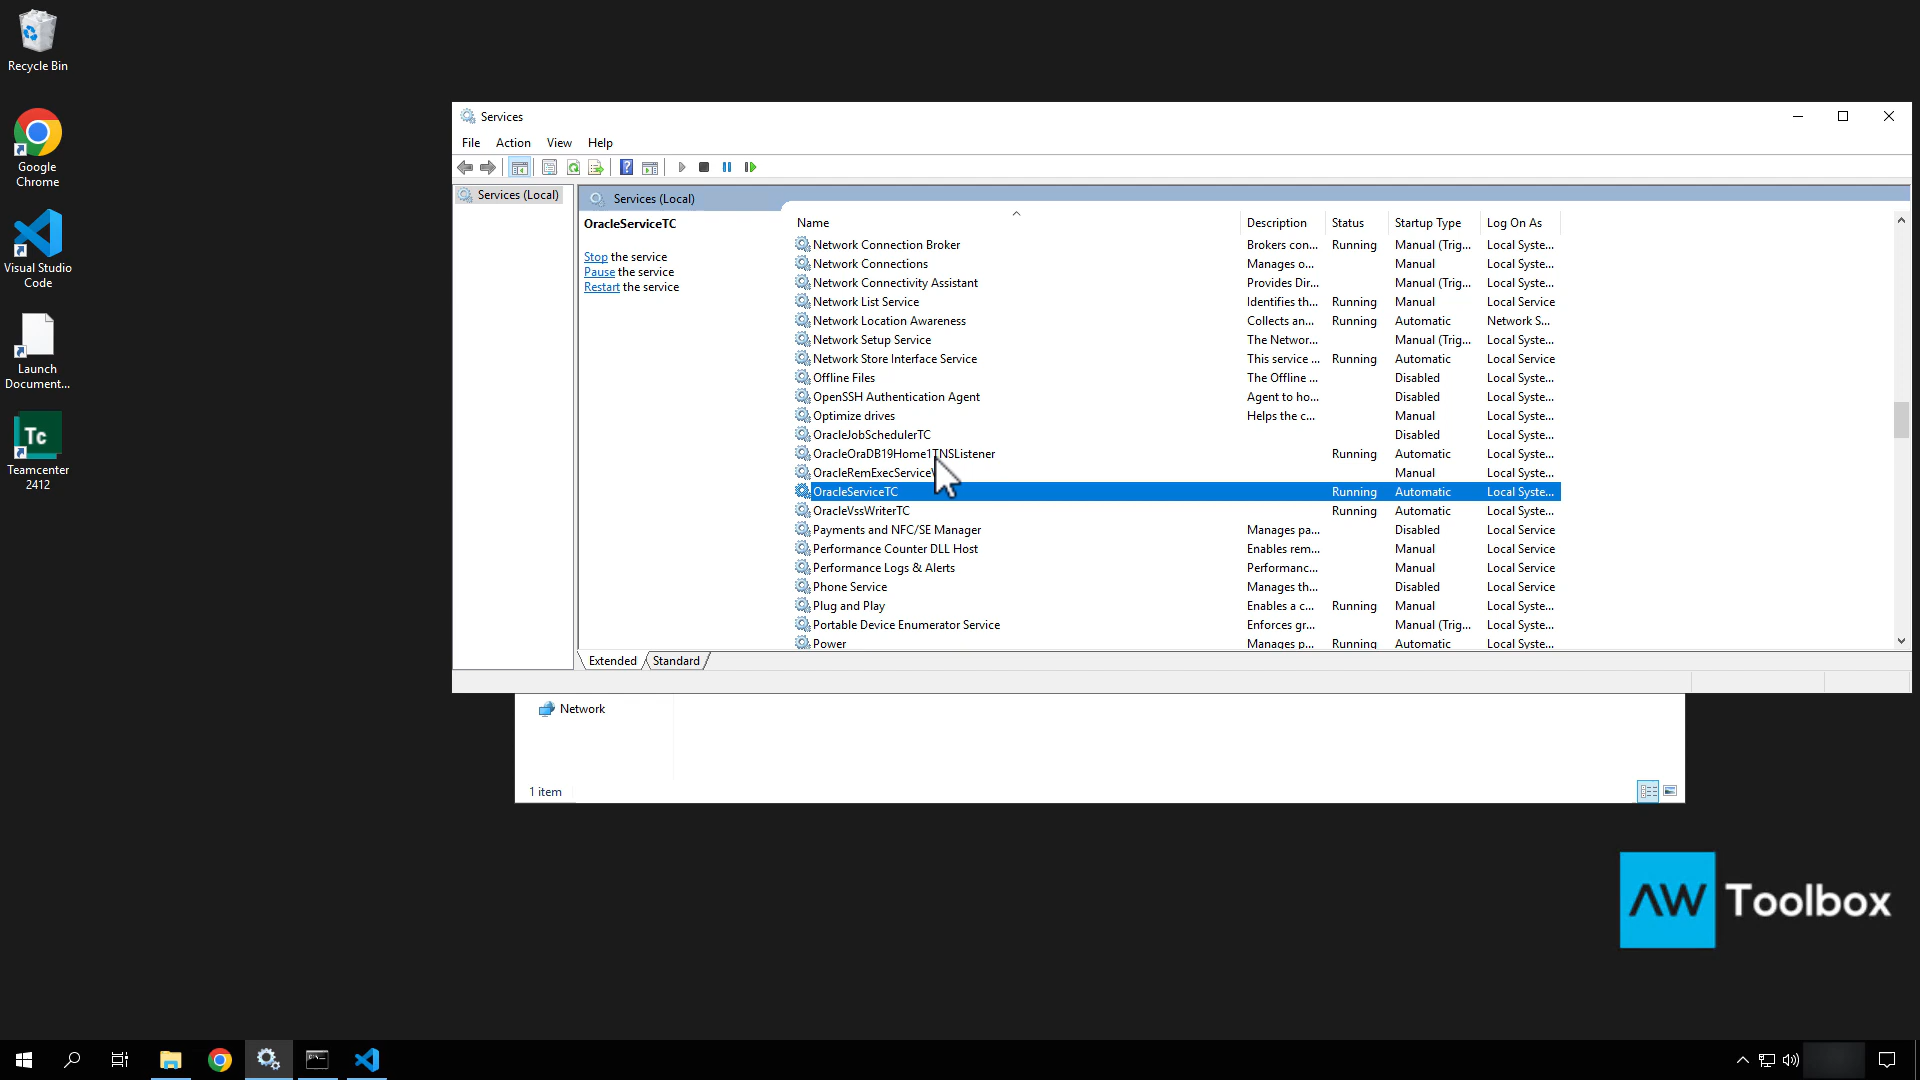 Recycle Bin
Google
Chrome
Visual Studio
Code
Launch
Document...
Tc
Teamcenter
2412
Services
File Action View Help
Services (Local)
Services (Local)
OracleServiceTC
Stop the service
Pause the service
Restart the service
Name Description Status Startup Type Log On As
Network Connection Broker Brokers con... Running Manual (Trig... Local Syste...
Network Connections Manages o... Manual Local Syste...
Network Connectivity Assistant Provides Dir... Manual (Trig... Local Syste...
Network List Service Identifies th... Running Manual Local Service
Network Location Awareness Collects an... Running Automatic Network S...
Network Setup Service The Networ... Manual (Trig... Local Syste...
Network Store Interface Service This service ... Running Automatic Local Service
Offline Files The Offline ... Disabled Local Syste...
OpenSSH Authentication Agent Agent to ho... Disabled Local Syste...
Optimize drives Helps the c... Manual Local Syste...
OracleJobSchedulerTC Disabled Local Syste...
OracleOraDB19Home1TNSListener Running Automatic Local Syste...
Manual Local Syste...
OracleServiceTC Running Automatic Local Syste...
OracleVssWriterTC Running Automatic Local Syste...
Payments and NFC/SE Manager Manages pa... Disabled Local Service
Performance Counter DLL Host Enables rem... Manual Local Service
Performance Logs & Alerts Performanc... Manual Local Service
Phone Service Manages th... Disabled Local Service
Plug and Play Enables a c... Running Manual Local Syste...
Portable Device Enumerator Service Enforces gr... Manual (Trig... Local Syste...
Power Manages p... Running Automatic Local Syste...
Extended Standard
Network
1 item
AW Toolbox